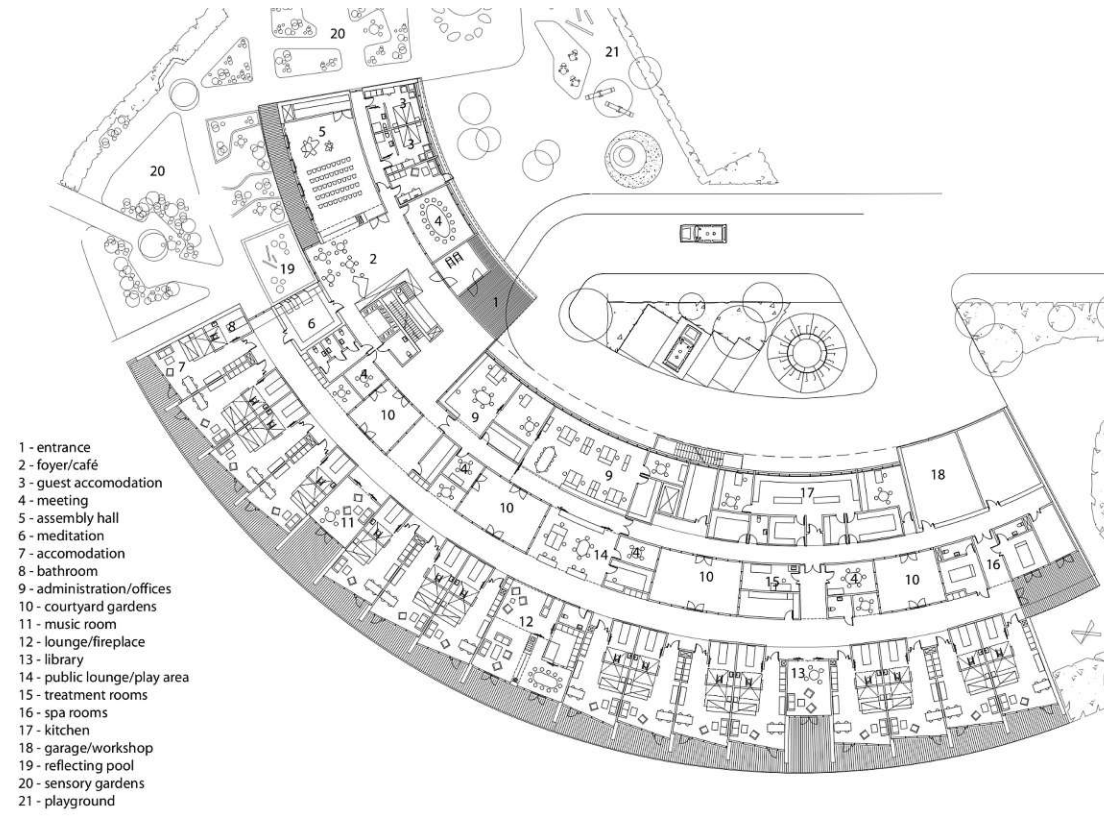 20
21
3
5
3
20
4
2
19
1
8
6
7
4
10
9
4
9
18
17
11
10
14
4
10
15
4
10
16
12
13
1 - entrance
2 - foyer/café
3 - guest accomodation
4 - meeting
5 - assembly hall
6 - meditation
7 - accomodation
8 - bathroom
9 - administration/offices
10 - courtyard gardens
11 - music room
12 - lounge/fireplace
13 - library
14 - public lounge/play area
15 - treatment rooms
16 - spa rooms
17 - kitchen
18 - garage/workshop
19 - reflecting pool
20 - sensory gardens
21 - playground